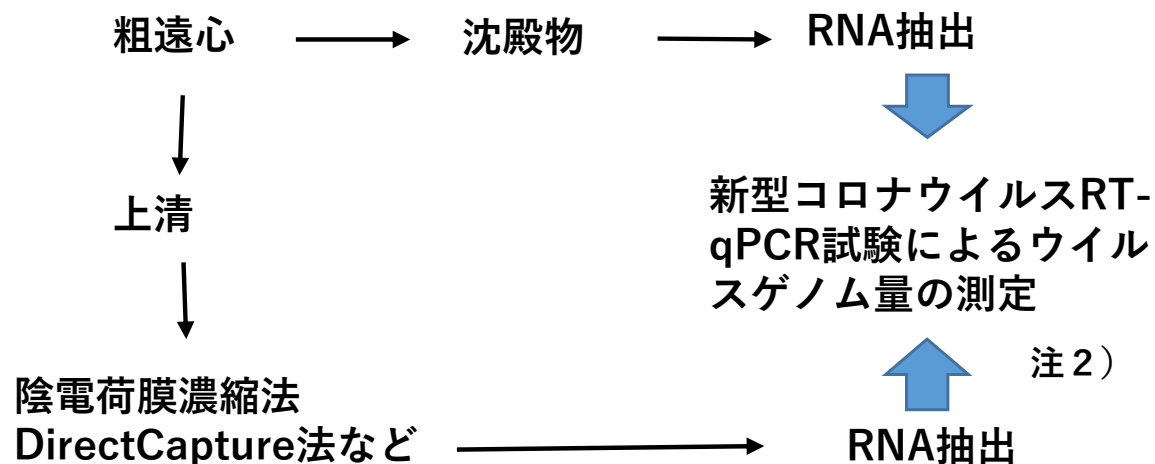 粗遠心
沈殿物
RNA抽出
上清
新型コロナウイルスRT-
qPCR試験によるウイル
スゲノム量の測定
注２）
陰電荷膜濃縮法
DirectCapture法など
RNA抽出